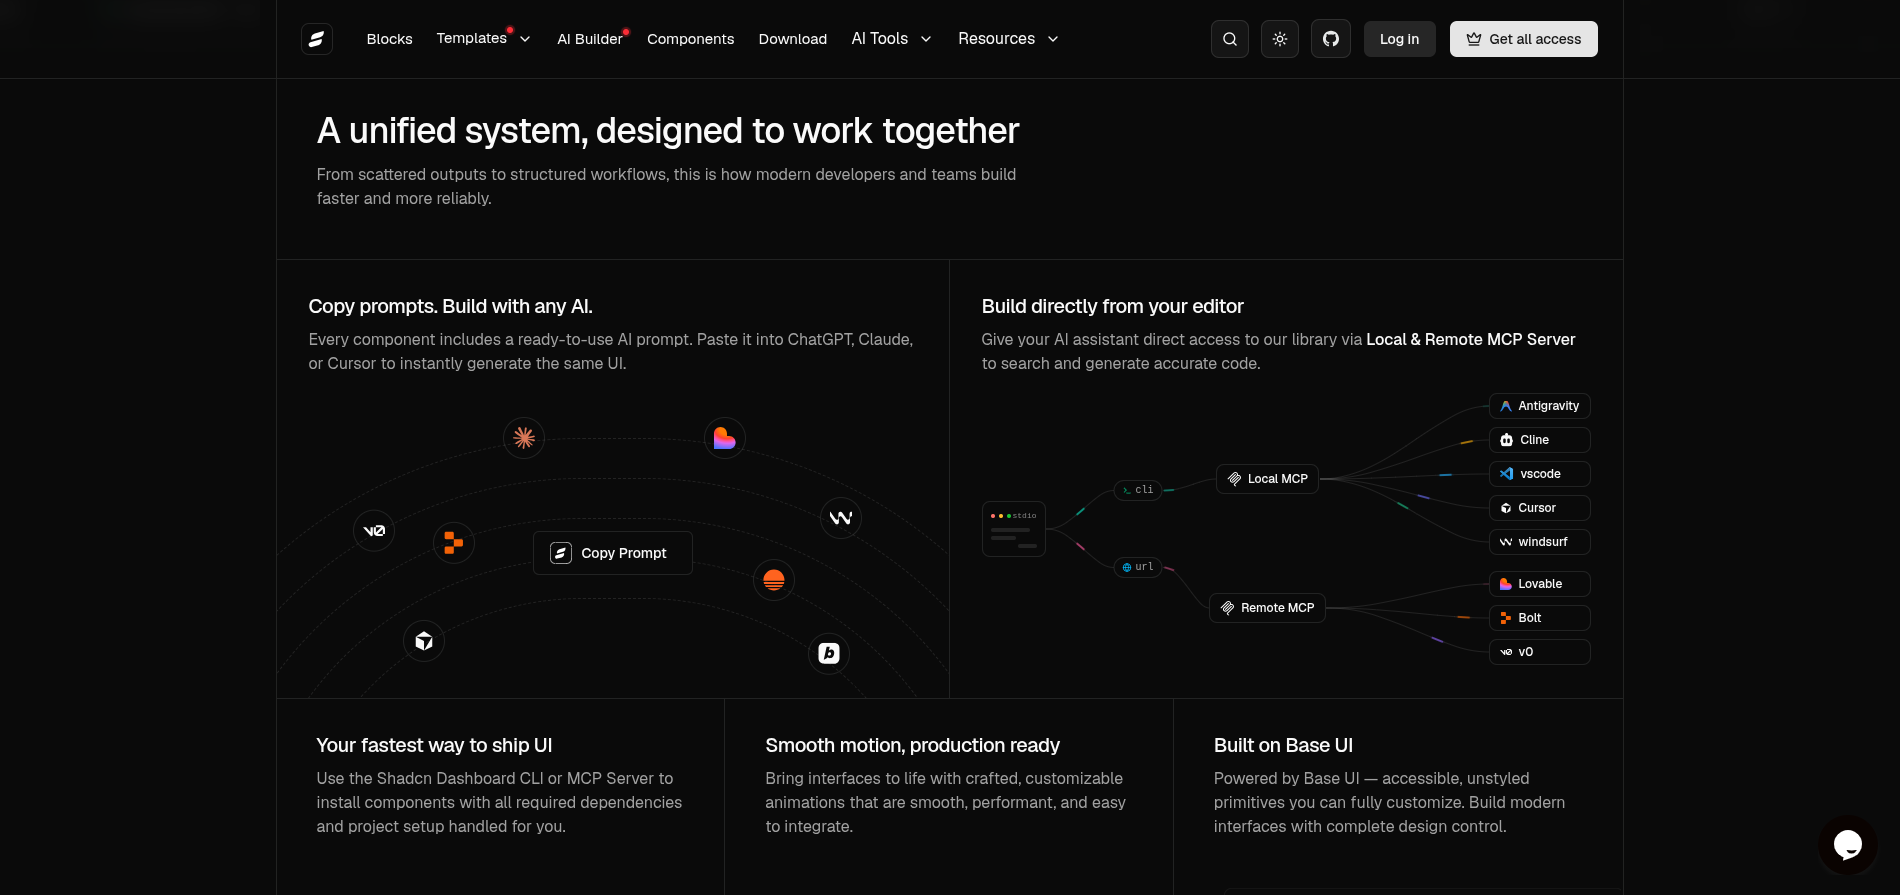 Blocks
Templates
AI Builder
Components
Download
AI Tools
Resources
Log in
Get all access
A unified system, designed to work together
From scattered outputs to structured workflows, this is how modern developers and teams build
faster and more reliably.
Copy prompts. Build with any AI.
Every component includes a ready-to-use AI prompt. Paste it into ChatGPT, Claude,
or Cursor to instantly generate the same UI.
v0
Copy Prompt
b
Build directly from your editor
Give your AI assistant direct access to our library via Local & Remote MCP Server
to search and generate accurate code.
stdio
cli
url
Local MCP
Remote MCP
Antigravity
Cline
vscode
Cursor
windsurf
Lovable
Bolt
v0
Your fastest way to ship UI
Use the Shadcn Dashboard CLI or MCP Server to
install components with all required dependencies
and project setup handled for you.
Smooth motion, production ready
Bring interfaces to life with crafted, customizable
animations that are smooth, performant, and easy
to integrate.
Built on Base UI
Powered by Base UI — accessible, unstyled
primitives you can fully customize. Build modern
interfaces with complete design control.